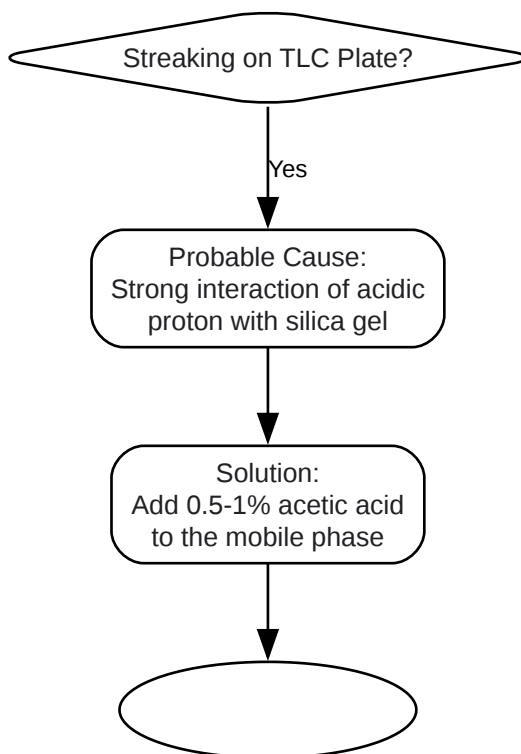 Streaking on TLC Plate?
Yes
Probable Cause:
Strong interaction of acidic
proton with silica gel
Solution:
Add 0.5-1% acetic acid
to the mobile phase